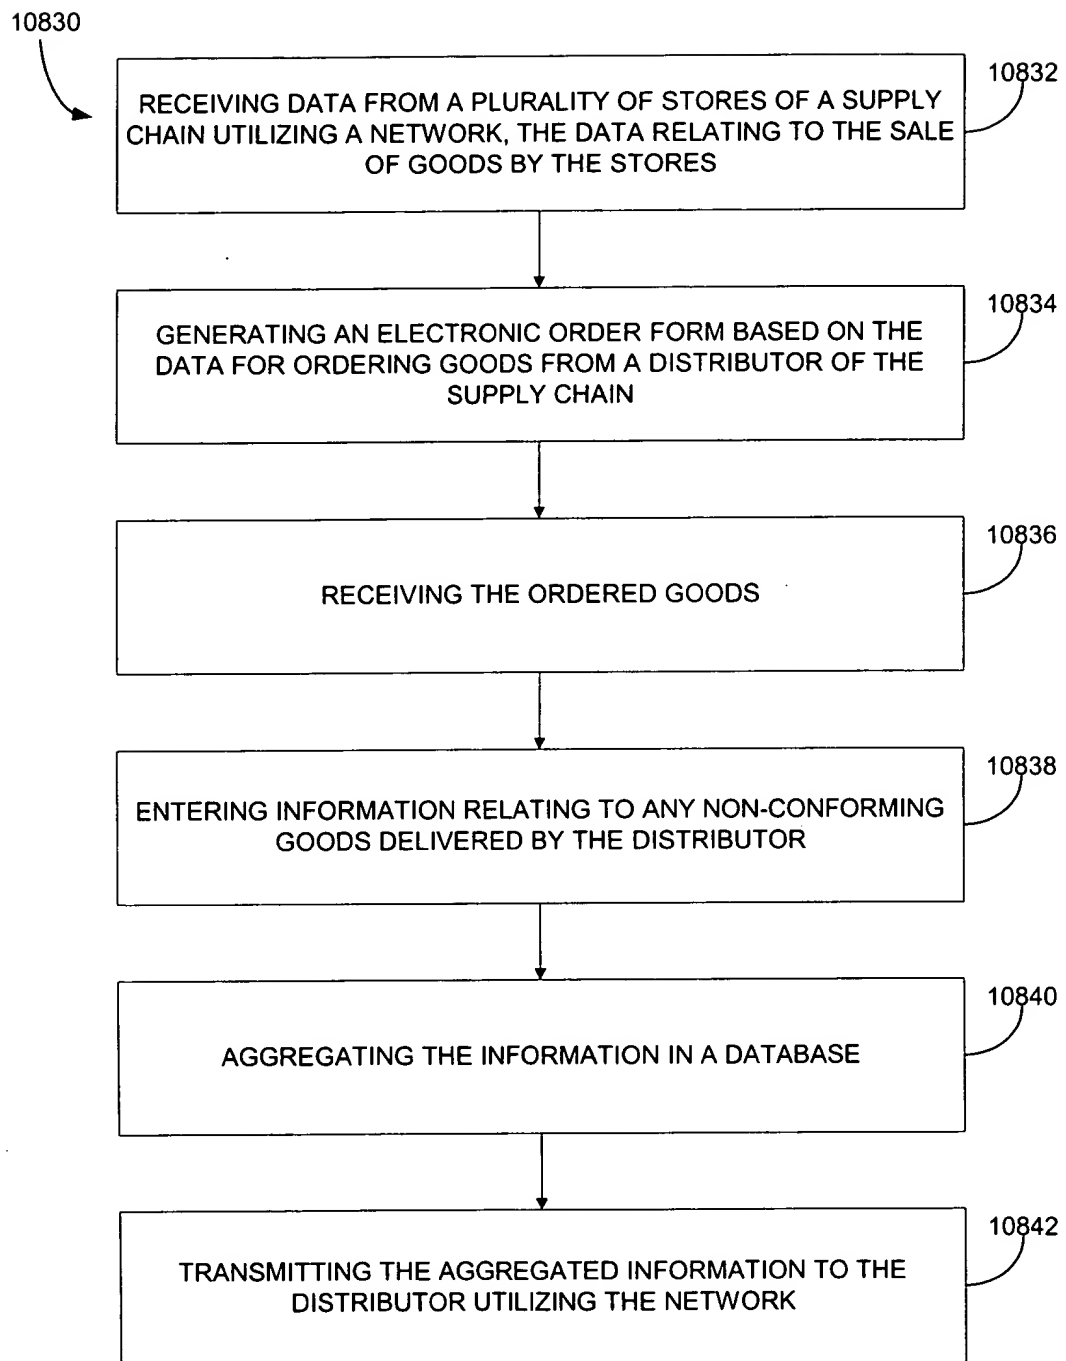 10830
10832
RECEIVING DATA FROM A PLURALITY OF STORES OF A SUPPLY
CHAIN UTILIZING A NETWORK, THE DATA RELATING TO THE SALE
OF GOODS BY THE STORES
10834
GENERATING AN ELECTRONIC ORDER FORM BASED ON THE
DATA FOR ORDERING GOODS FROM A DISTRIBUTOR OF THE
SUPPLY CHAIN
10836
RECEIVING THE ORDERED GOODS
10838
ENTERING INFORMATION RELATING TO ANY NON-CONFORMING
GOODS DELIVERED BY THE DISTRIBUTOR
10840
AGGREGATING THE INFORMATION IN A DATABASE
10842
TRANSMITTING THE AGGREGATED INFORMATION TO THE
DISTRIBUTOR UTILIZING THE NETWORK